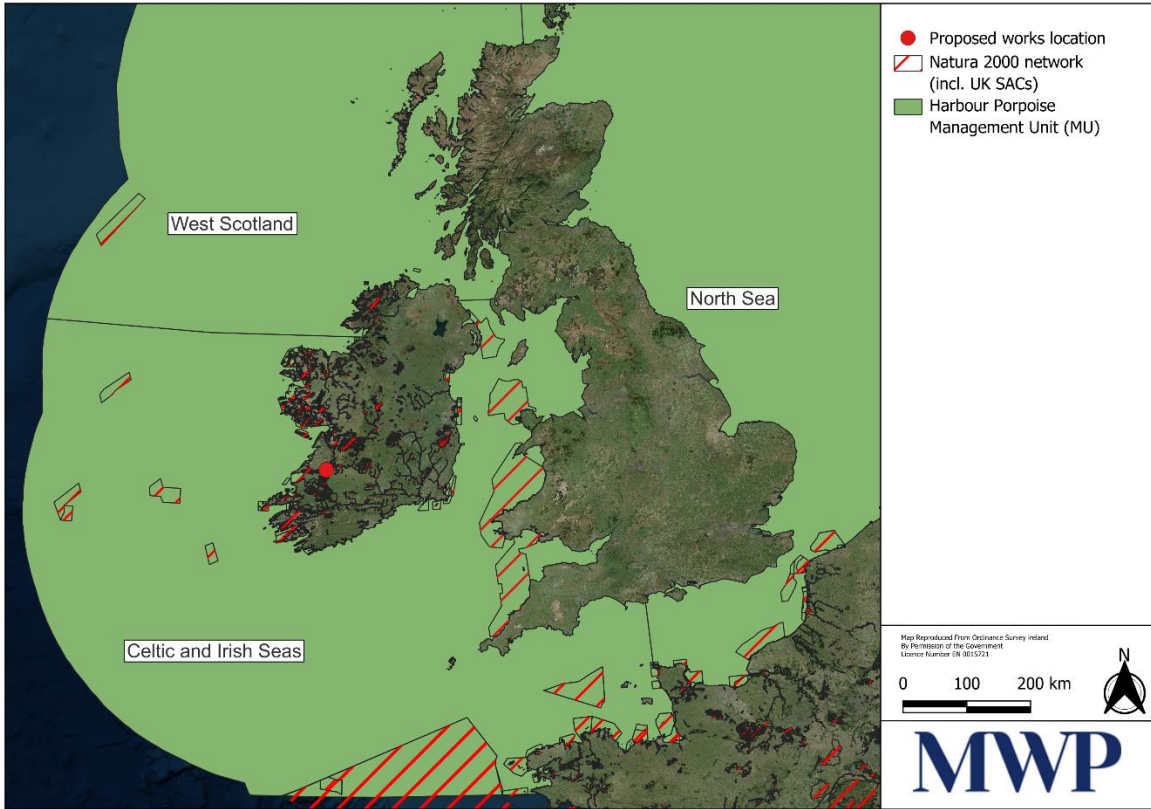 Proposed works location
Natura 2000 network
(incl. UK SACs)
Harbour Porpoise
Management Unit (MU)
West Scotland
North Sea
Celtic and Irish Seas
Map Reproduced From Ordinance Survey Ireland
By Permission of the Government
Licence Number EN 0015721
N
0 100 200 km
MWP